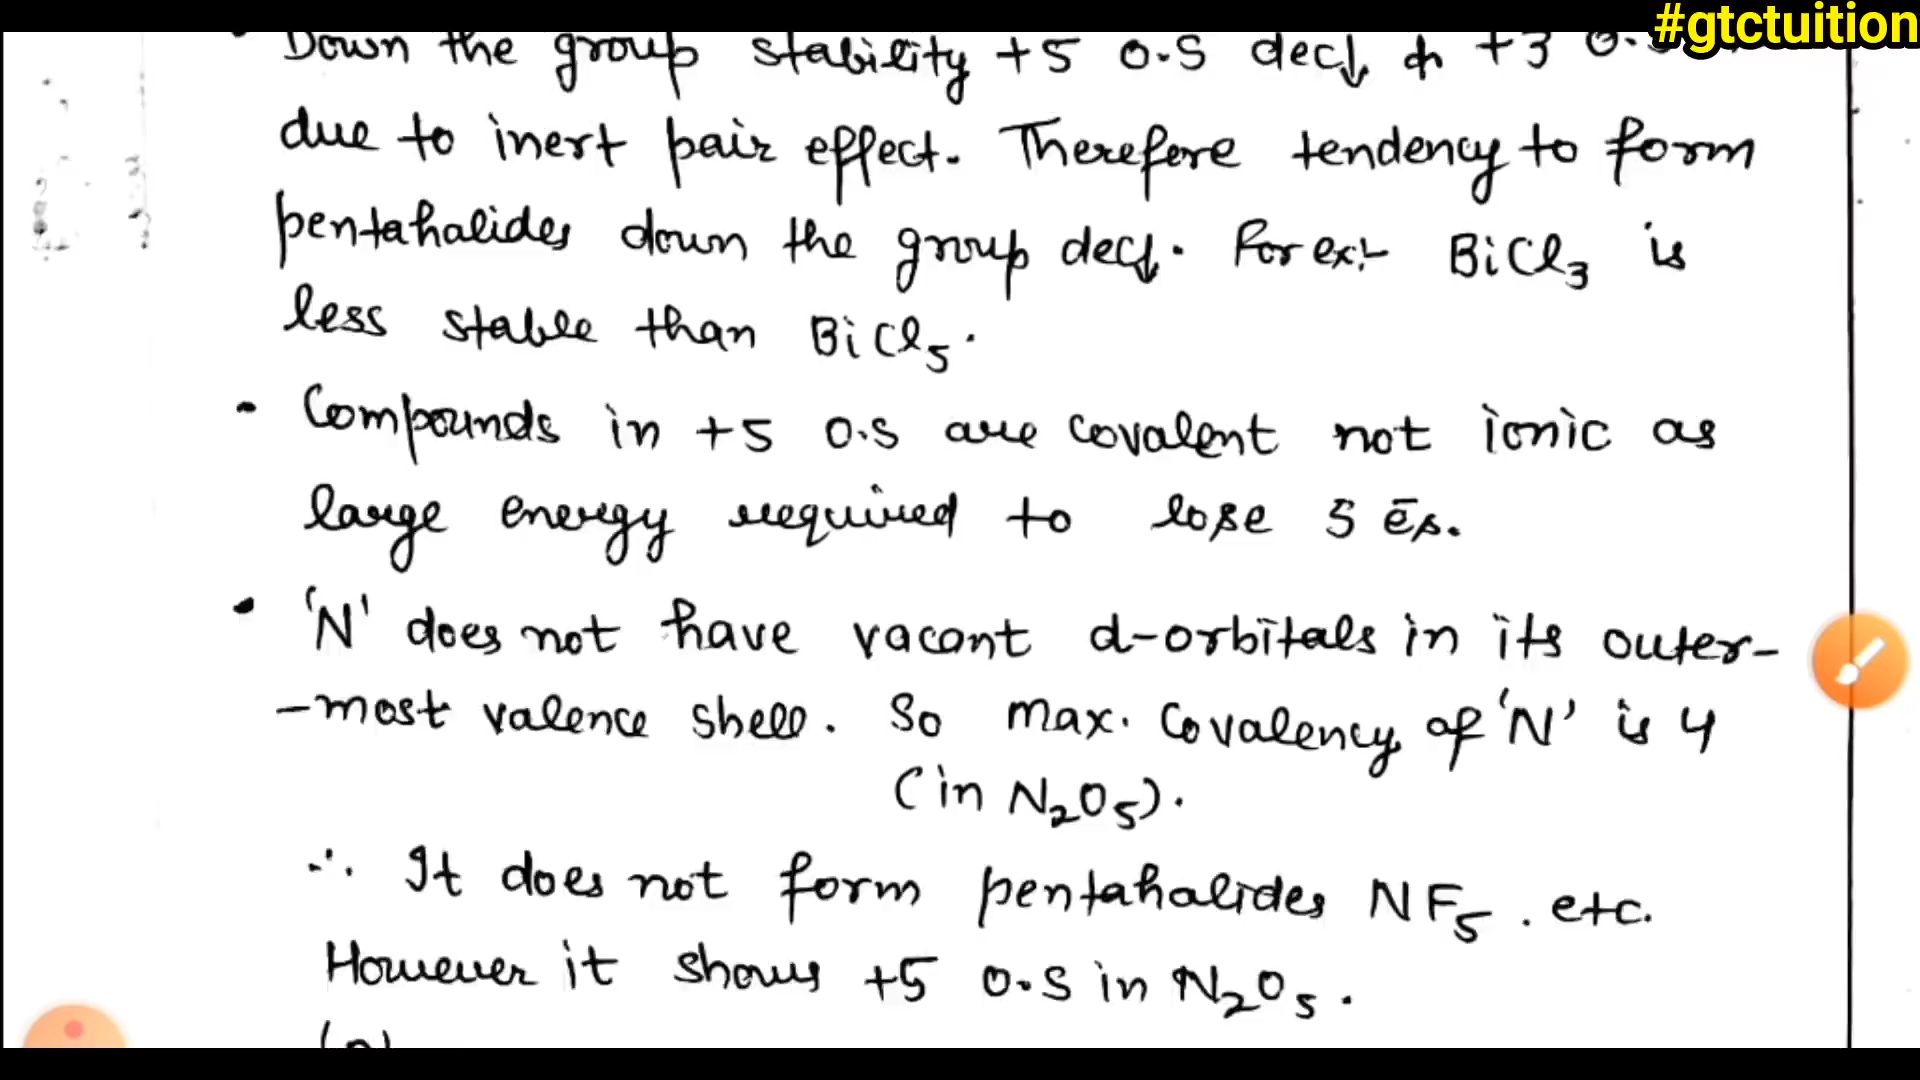 #gtctuition
Down the group stability +5 O.S dec↓ & +3 O.S
due to inert pair effect. Therefore tendency to form
pentahalides down the group dec↓. For ex:- BiCl₃ is
less stable than BiCl₅.
• Compounds in +5 O.S are covalent not ionic as
large energy required to lose 5 ēs.
• 'N' does not have vacant d-orbitals in its outer-
-most valence shell. So max. Covalency of 'N' is 4
(in N₂O₅).
∴ It does not form pentahalides NF₅. etc.
However it shows +5 O.S in N₂O₅.